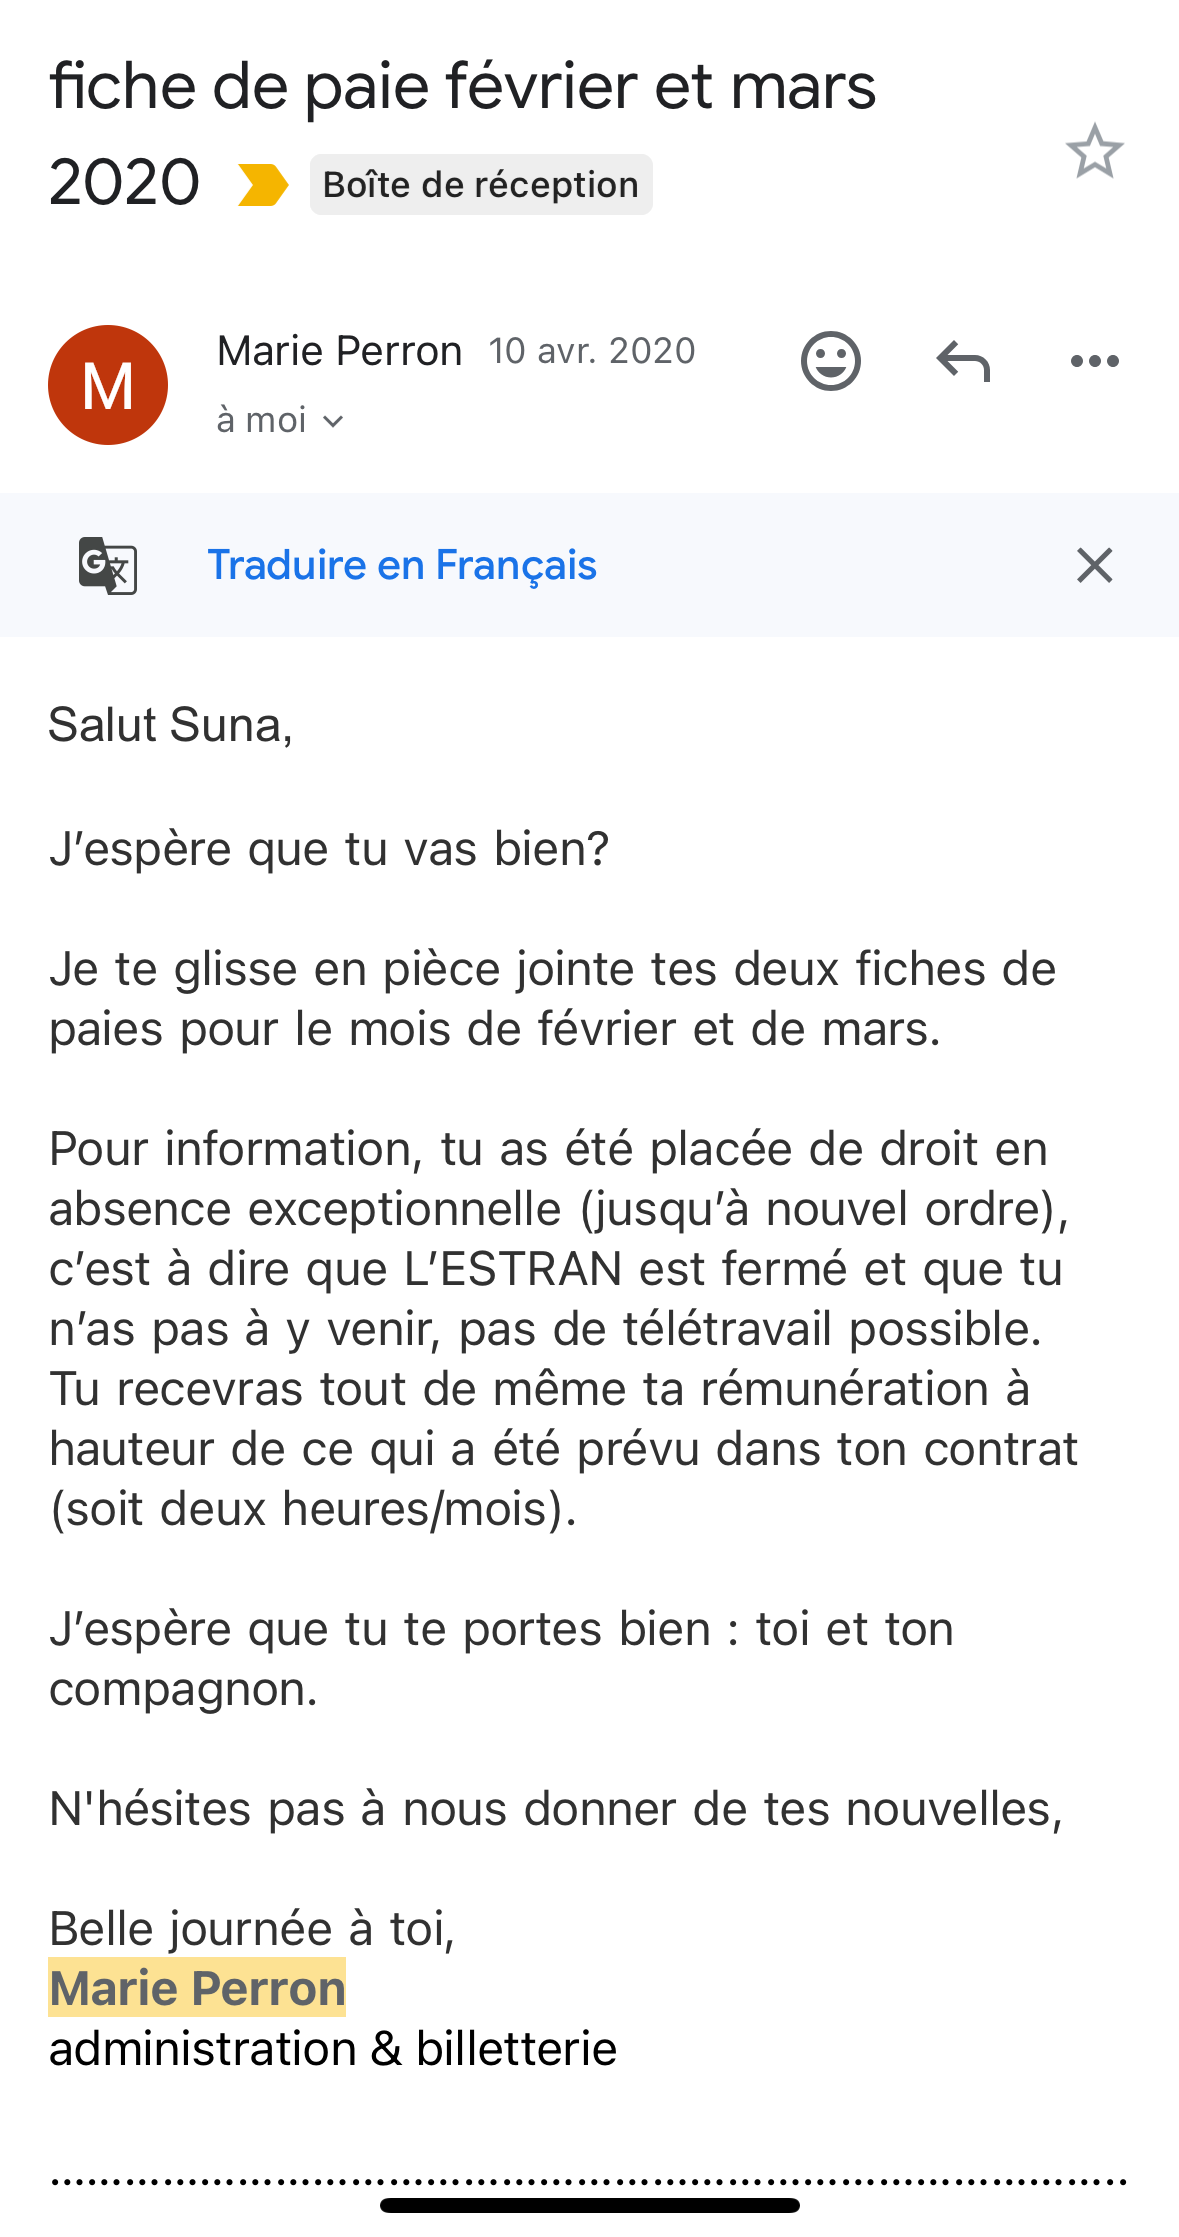 fiche de paie février et mars
2020 Boîte de réception
Marie Perron 10 avr. 2020
à moi
M
Traduire en Français
Salut Suna,
J’espère que tu vas bien?
Je te glisse en pièce jointe tes deux fiches de
paies pour le mois de février et de mars.
Pour information, tu as été placée de droit en
absence exceptionnelle (jusqu’à nouvel ordre),
c’est à dire que L’ESTRAN est fermé et que tu
n’as pas à y venir, pas de télétravail possible.
Tu recevras tout de même ta rémunération à
hauteur de ce qui a été prévu dans ton contrat
(soit deux heures/mois).
J’espère que tu te portes bien : toi et ton
compagnon.
N'hésites pas à nous donner de tes nouvelles,
Belle journée à toi,
Marie Perron
administration & billetterie